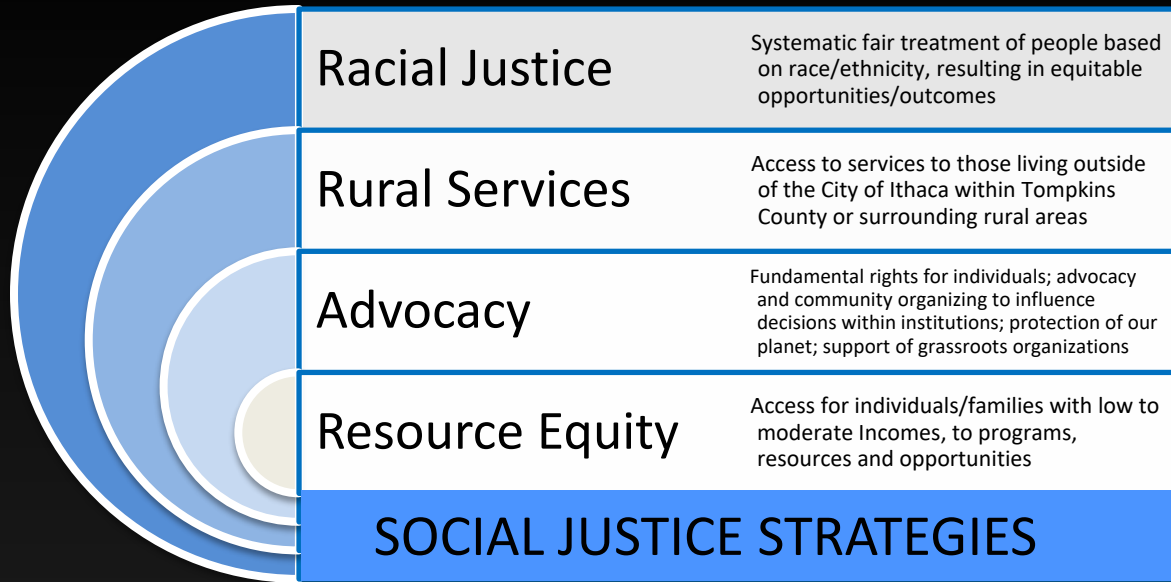 Racial Justice
Systematic fair treatment of people based
on race/ethnicity, resulting in equitable
opportunities/outcomes
Rural Services
Access to services to those living outside
of the City of Ithaca within Tompkins
County or surrounding rural areas
Advocacy
Fundamental rights for individuals; advocacy
and community organizing to influence
decisions within institutions; protection of our
planet; support of grassroots organizations
Resource Equity
Access for individuals/families with low to
moderate Incomes, to programs,
resources and opportunities
SOCIAL JUSTICE STRATEGIES